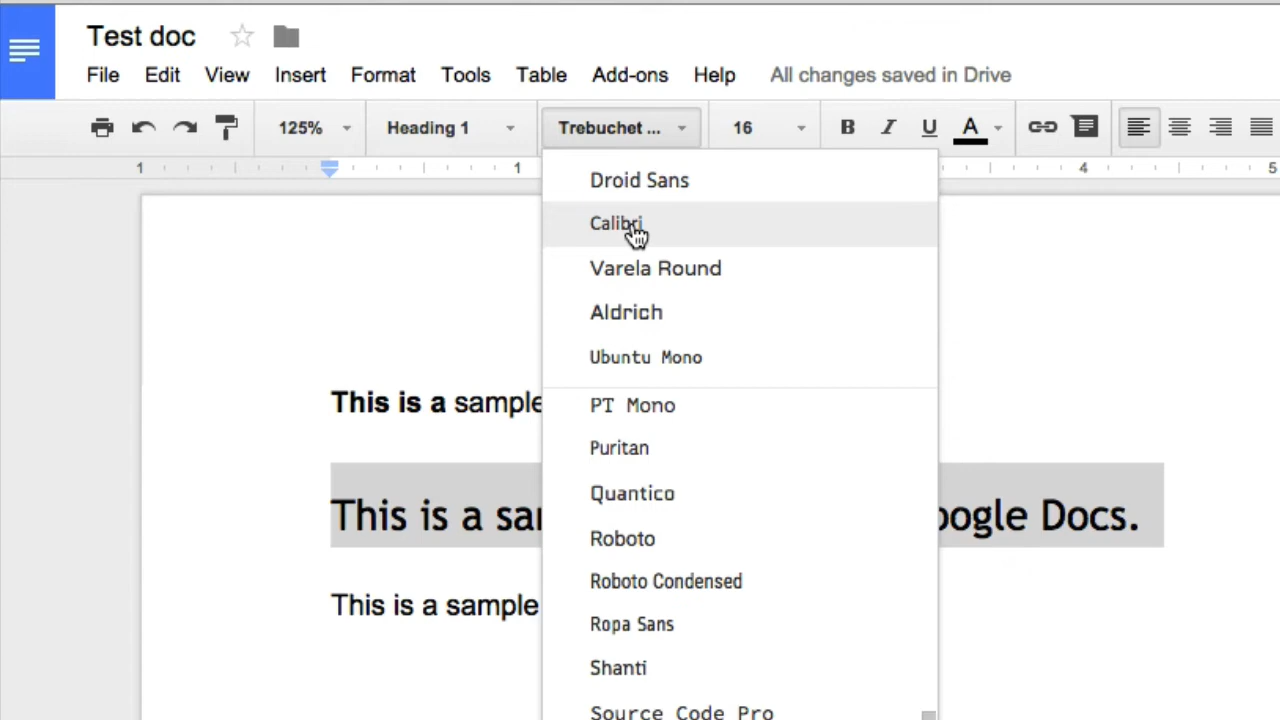 Test doc
File Edit View Insert Format Tools Table Add-ons Help All changes saved in Drive
125% Heading 1 Trebuchet ... 16 B I U A
1 1 4 5
Droid Sans
Calibri
Varela Round
Aldrich
Ubuntu Mono
This is a sample
PT Mono
Puritan
Quantico
This is a sa oogle Docs.
Roboto
Roboto Condensed
This is a sample
Ropa Sans
Shanti
Source Code Pro